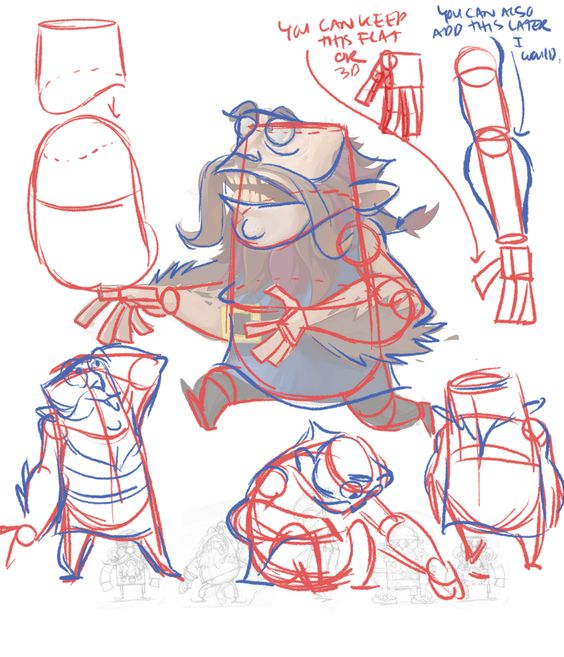 YOU CAN KEEP
THIS FLAT
OR
3D
YOU CAN ALSO
ADD THIS LATER
I
WOULD.